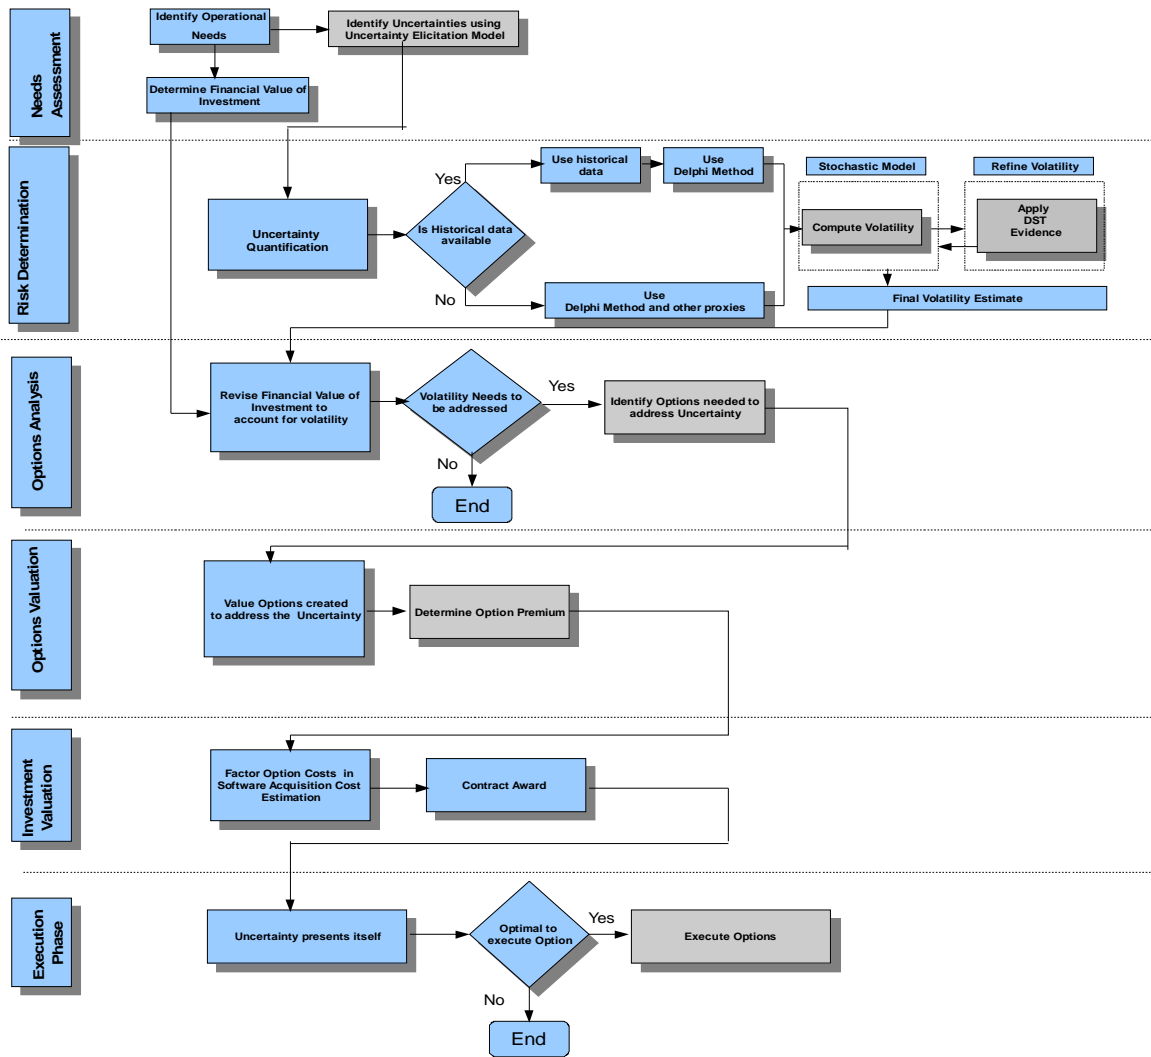 Needs
Assessment
Identify Operational
Needs
Identify Uncertainties using
Uncertainty Elicitation Model
Determine Financial Value of
Investment
Risk Determination
Uncertainty
Quantification
Is Historical data
available
Yes
No
Use historical
data
Use
Delphi Method
Use
Delphi Method and other proxies
Stochastic Model
Compute Volatility
Refine Volatility
Apply
DST
Evidence
Final Volatility Estimate
Options Analysis
Revise Financial Value of
Investment to
account for volatility
Volatility Needs to
be addressed
Yes
No
End
Identify Options needed to
address Uncertainty
Options Valuation
Value Options created
to address the Uncertainty
Determine Option Premium
Investment
Valuation
Factor Option Costs in
Software Acquisition Cost
Estimation
Contract Award
Execution
Phase
Uncertainty presents itself
Optimal to
execute Option
Yes
No
End
Execute Options